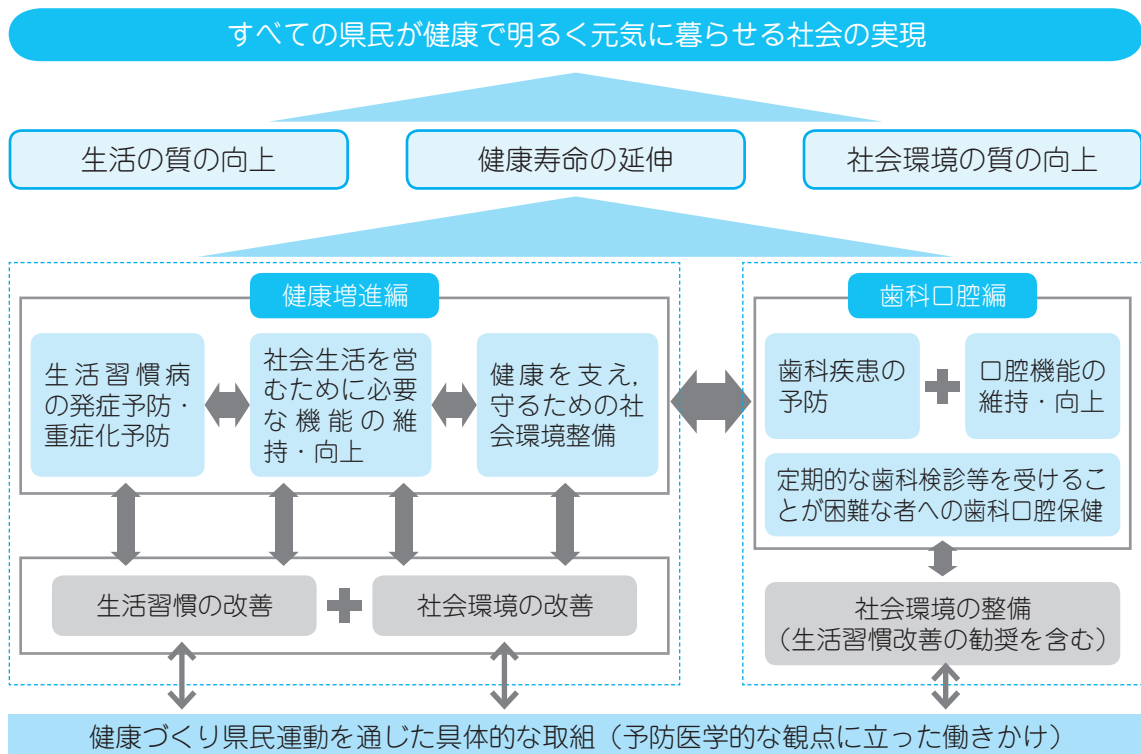 すべての県民が健康で明るく元気に暮らせる社会の実現
生活の質の向上
健康寿命の延伸
社会環境の質の向上
健康増進編
生活習慣病
の発症予防・
重症化予防
社会生活を営
むために必要
な機能の維
持・向上
健康を支え，
守るための社
会環境整備
生活習慣の改善
社会環境の改善
歯科口腔編
歯科疾患の
予防
口腔機能の
維持・向上
定期的な歯科検診等を受けるこ
とが困難な者への歯科口腔保健
社会環境の整備
（生活習慣改善の勧奨を含む）
健康づくり県民運動を通じた具体的な取組（予防医学的な観点に立った働きかけ）